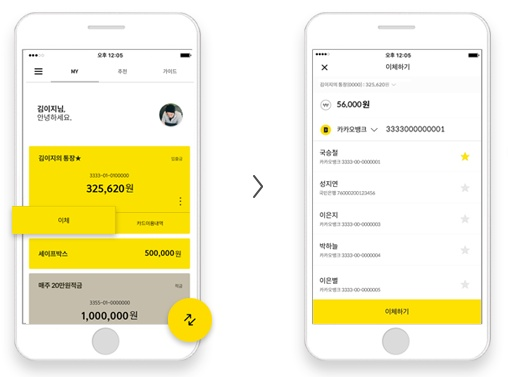 오후 12:05
MY 추천 가이드
김이지님,
안녕하세요.
김이지의 통장★ 입출금
3333-01-0100000
325,620원
이체 카드이용내역
세이프박스 500,000원
매주 20만원적금 적금
3355-01-0000000
1,000,000원
오후 12:05
이체하기
김이지의 통장(0000) : 325,620원
₩ 56,000원
카카오뱅크 3333000000001
국승철
카카오뱅크 3333-00-0000001
성지연
국민은행 76000200123456
이은지
카카오뱅크 3333-00-0000003
박하늘
카카오뱅크 3333-00-0000004
이은별
카카오뱅크 3333-00-0000005
이체하기